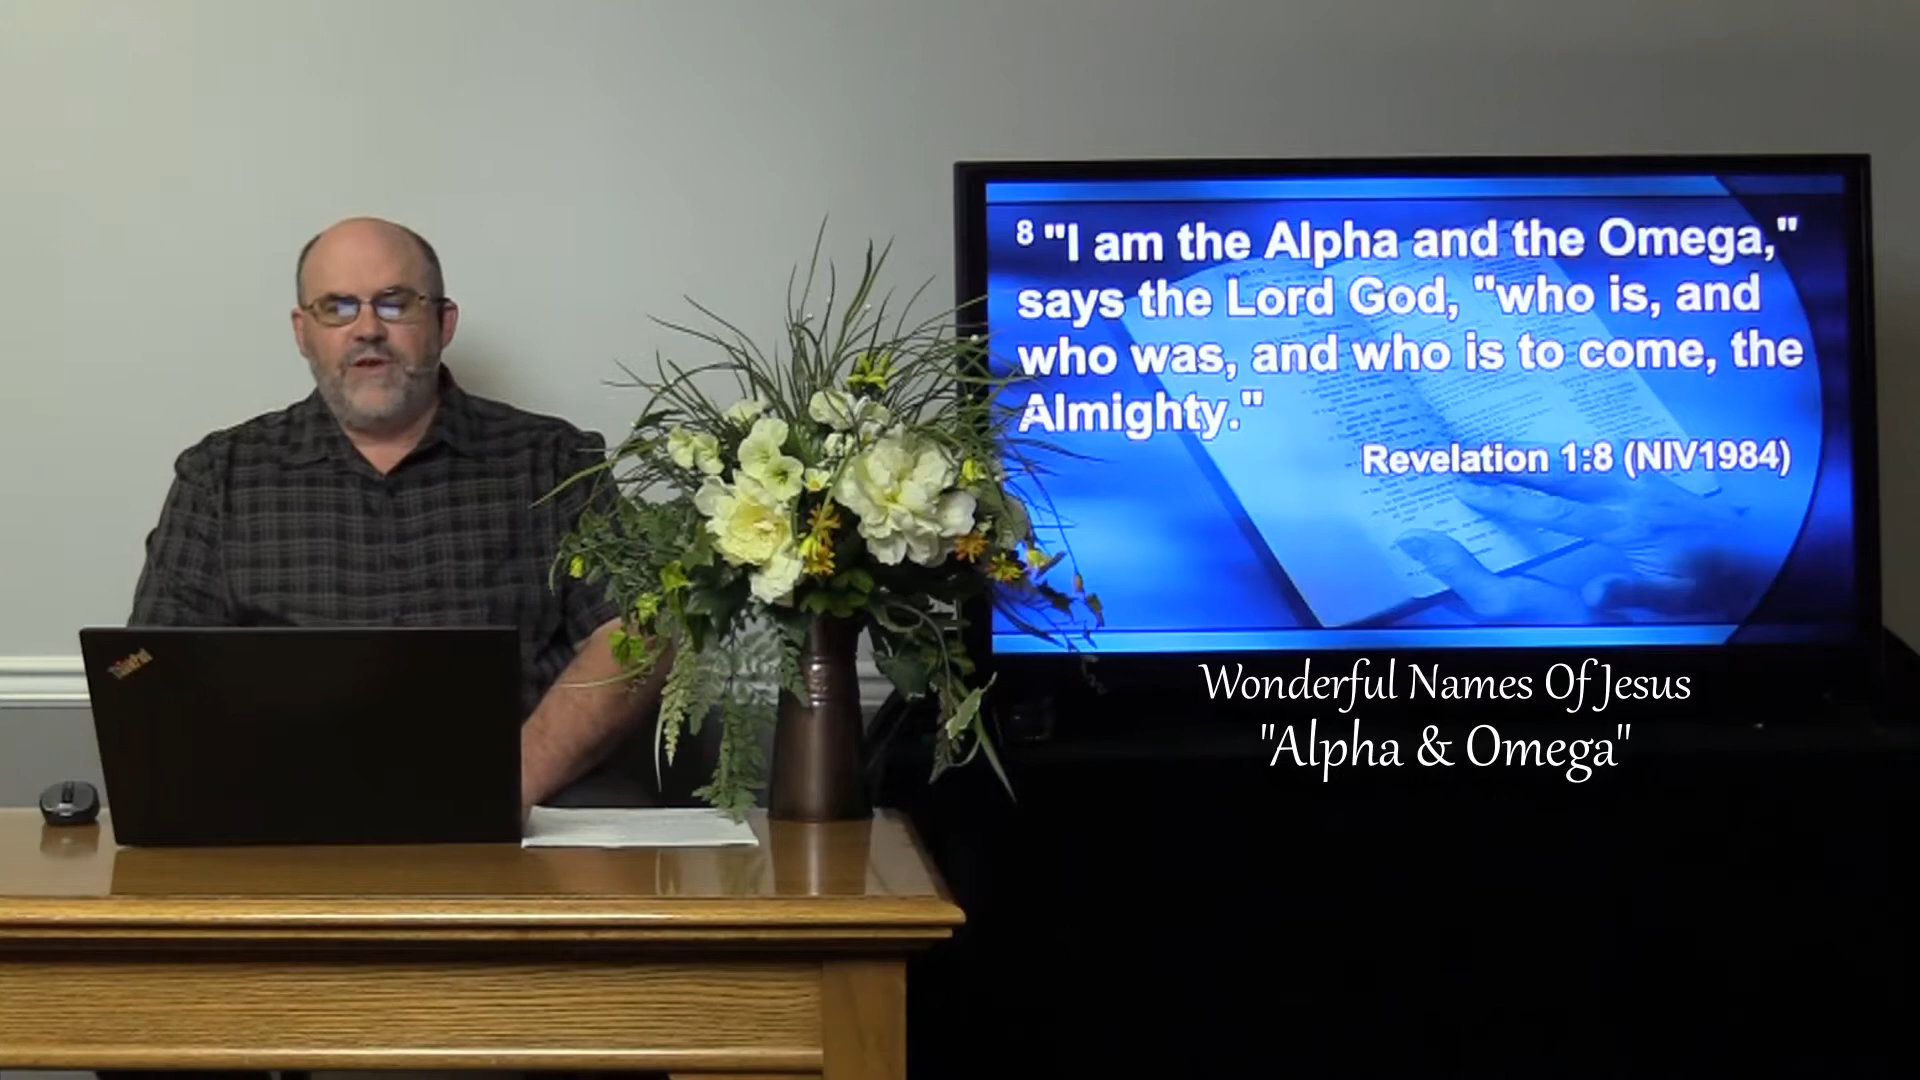 8 "I am the Alpha and the Omega,"
says the Lord God, "who is, and
who was, and who is to come, the
Almighty."
Revelation 1:8 (NIV1984)
Wonderful Names Of Jesus
"Alpha & Omega"
ThinkPad